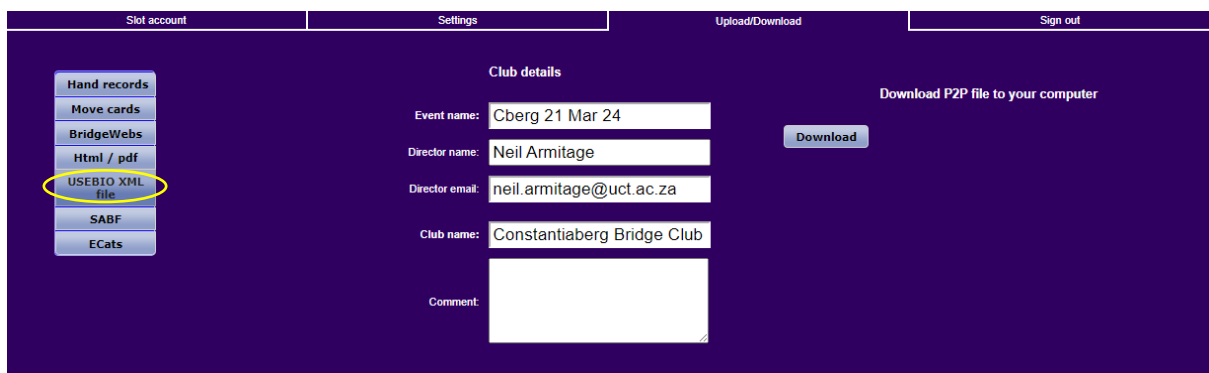 Slot account
Settings
Upload/Download
Sign out
Hand records
Move cards
BridgeWebs
Html / pdf
USEBIO XML
file
SABF
ECats
Club details
Event name: Cberg 21 Mar 24
Director name: Neil Armitage
Director email: neil.armitage@uct.ac.za
Club name: Constantiaberg Bridge Club
Comment:
Download P2P file to your computer
Download